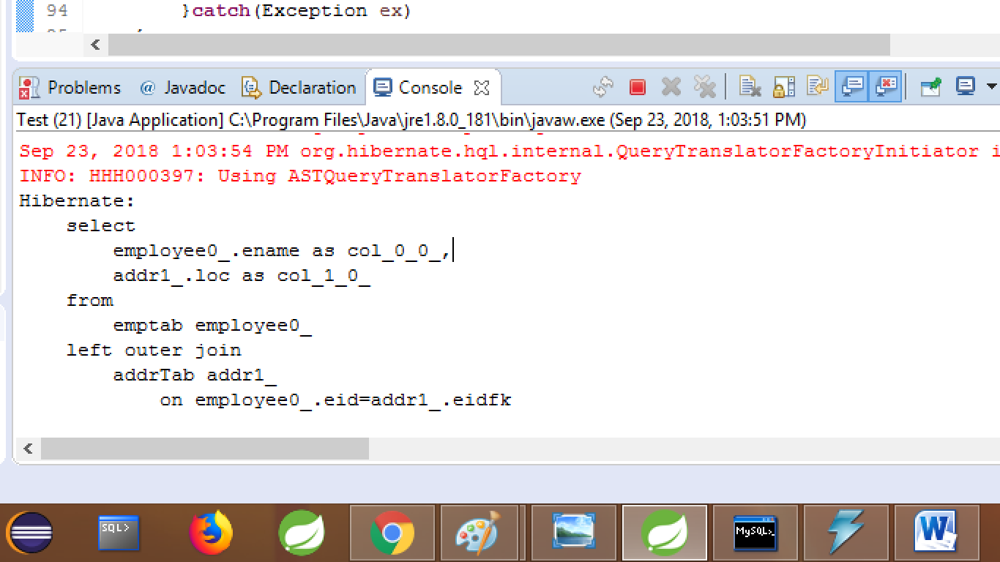 94 }catch(Exception ex)
Problems @ Javadoc Declaration Console
Test (21) [Java Application] C:\Program Files\Java\jre1.8.0_181\bin\javaw.exe (Sep 23, 2018, 1:03:51 PM)
Sep 23, 2018 1:03:54 PM org.hibernate.hql.internal.QueryTranslatorFactoryInitiator i
INFO: HHH000397: Using ASTQueryTranslatorFactory
Hibernate:
select
employee0_.ename as col_0_0_,
addr1_.loc as col_1_0_
from
emptab employee0_
left outer join
addrTab addr1_
on employee0_.eid=addr1_.eidfk
SQL> MySQL>_ W